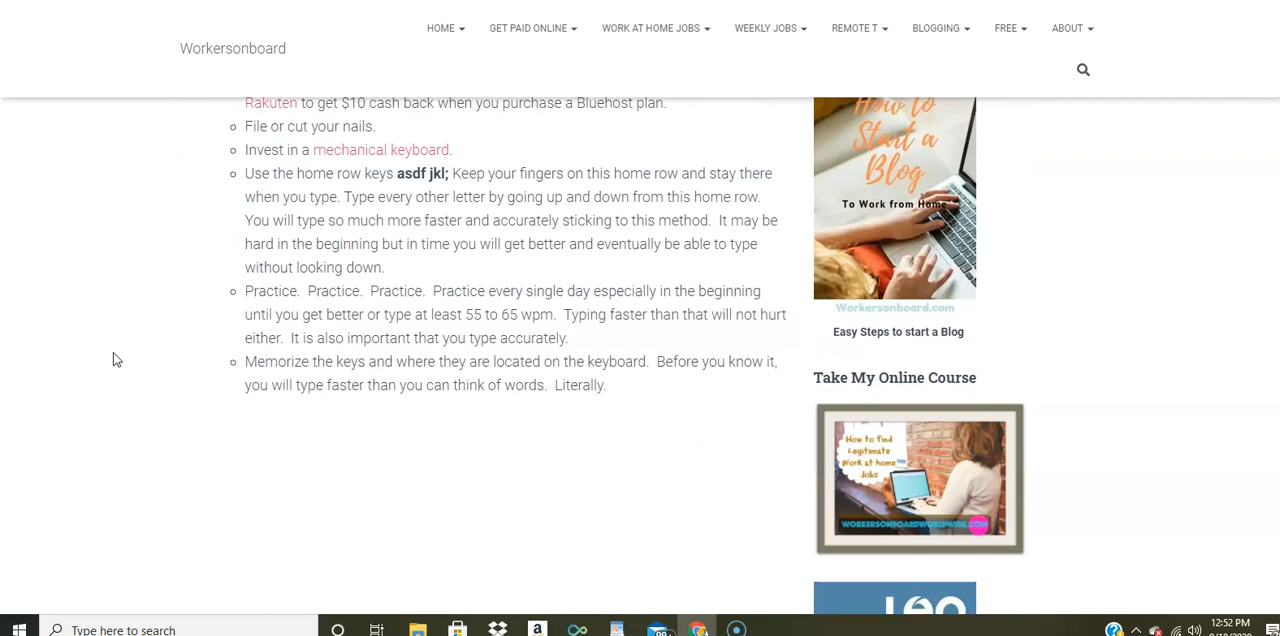 HOME
GET PAID ONLINE
WORK AT HOME JOBS
WEEKLY JOBS
REMOTE T
BLOGGING
FREE
ABOUT
Workersonboard
Rakuten to get $10 cash back when you purchase a Bluehost plan.
File or cut your nails.
Invest in a mechanical keyboard.
Use the home row keys asdf jkl; Keep your fingers on this home row and stay there
when you type. Type every other letter by going up and down from this home row.
You will type so much more faster and accurately sticking to this method.  It may be
hard in the beginning but in time you will get better and eventually be able to type
without looking down.
Practice.  Practice.  Practice.  Practice every single day especially in the beginning
until you get better or type at least 55 to 65 wpm.  Typing faster than that will not hurt
either.  It is also important that you type accurately.
Memorize the keys and where they are located on the keyboard.  Before you know it,
you will type faster than you can think of words.  Literally.
How to
Start a
Blog
To Work from Home
Workersonboard.com
Easy Steps to start a Blog
Take My Online Course
How to find
Legitimate
Work at home
Jobs
WORKERSONBOARDWORLDWIDE.COM
Type here to search
12:52 PM